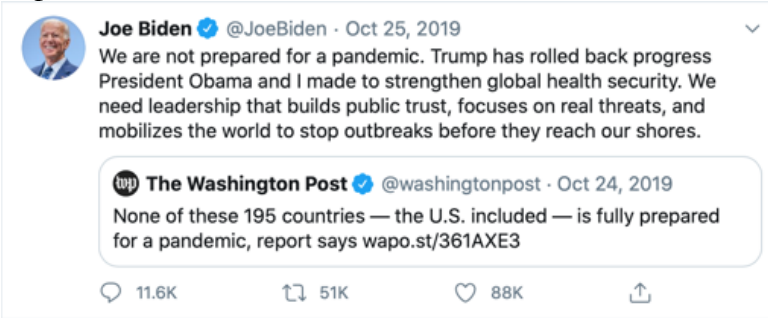 Joe Biden @JoeBiden · Oct 25, 2019
We are not prepared for a pandemic. Trump has rolled back progress
President Obama and I made to strengthen global health security. We
need leadership that builds public trust, focuses on real threats, and
mobilizes the world to stop outbreaks before they reach our shores.
wp The Washington Post @washingtonpost · Oct 24, 2019
None of these 195 countries — the U.S. included — is fully prepared
for a pandemic, report says wapo.st/361AXE3
11.6K 51K 88K